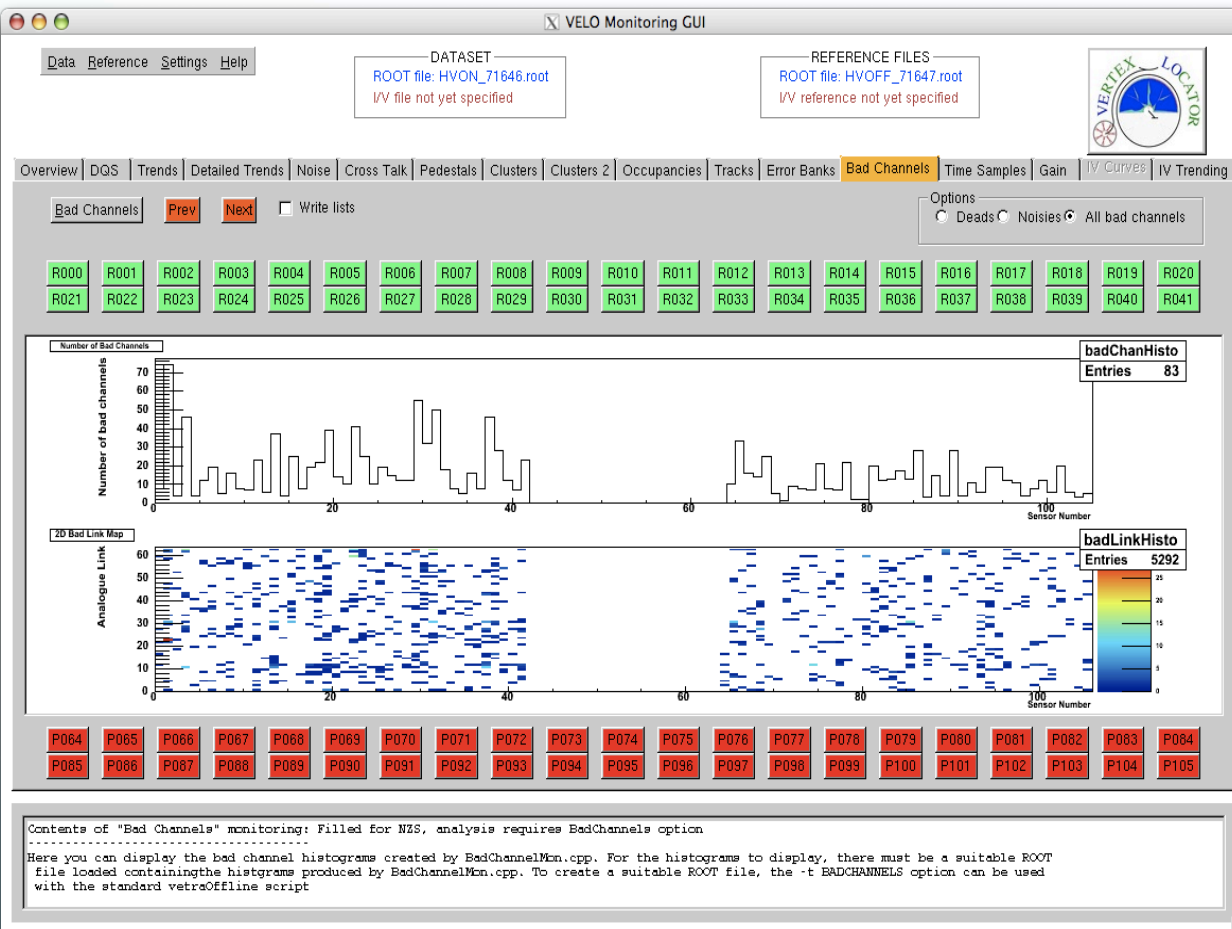 VELO Monitoring GUI
Data Reference Settings Help
DATASET
ROOT file: HVON_71646.root
I/V file not yet specified
REFERENCE FILES
ROOT file: HVOFF_71647.root
I/V reference not yet specified
VERTEX LOCATOR
Overview DQS Trends Detailed Trends Noise Cross Talk Pedestals Clusters Clusters 2 Occupancies Tracks Error Banks Bad Channels Time Samples Gain IV Curves IV Trending
Bad Channels Prev Next Write lists
Options
Deads Noisies All bad channels
R000 R001 R002 R003 R004 R005 R006 R007 R008 R009 R010 R011 R012 R013 R014 R015 R016 R017 R018 R019 R020
R021 R022 R023 R024 R025 R026 R027 R028 R029 R030 R031 R032 R033 R034 R035 R036 R037 R038 R039 R040 R041
Number of Bad Channels
badChanHisto
Entries 83
Number of bad channels
70
60
50
40
30
20
10
0
0 20 40 60 80 100
Sensor Number
2D Bad Link Map
badLinkHisto
Entries 5292
Analogue Link
60
50
40
30
20
10
0
0 20 40 60 80 100
Sensor Number
25
20
15
10
5
0
P064 P065 P066 P067 P068 P069 P070 P071 P072 P073 P074 P075 P076 P077 P078 P079 P080 P081 P082 P083 P084
P085 P086 P087 P088 P089 P090 P091 P092 P093 P094 P095 P096 P097 P098 P099 P100 P101 P102 P103 P104 P105
Contents of "Bad Channels" monitoring: Filled for NZS, analysis requires BadChannels option
------------------------------------
Here you can display the bad channel histograms created by BadChannelMon.cpp. For the histograms to display, there must be a suitable ROOT
file loaded containingthe histgrams produced by BadChannelMon.cpp. To create a suitable ROOT file, the -t BADCHANNELS option can be used
with the standard vetraOffline script